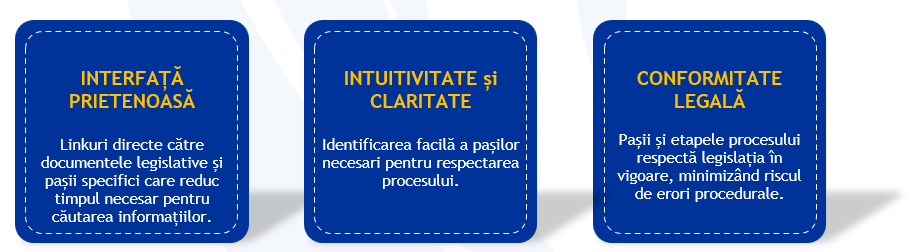 INTERFAȚĂ
PRIETENOASĂ
Linkuri directe către
documentele legislative și
pașii specifici care reduc
timpul necesar pentru
căutarea informațiilor.
INTUITIVITATE și
CLARITATE
Identificarea facilă a pașilor
necesari pentru respectarea
procesului.
CONFORMITATE
LEGALĂ
Pașii și etapele procesului
respectă legislația în
vigoare, minimizând riscul
de erori procedurale.